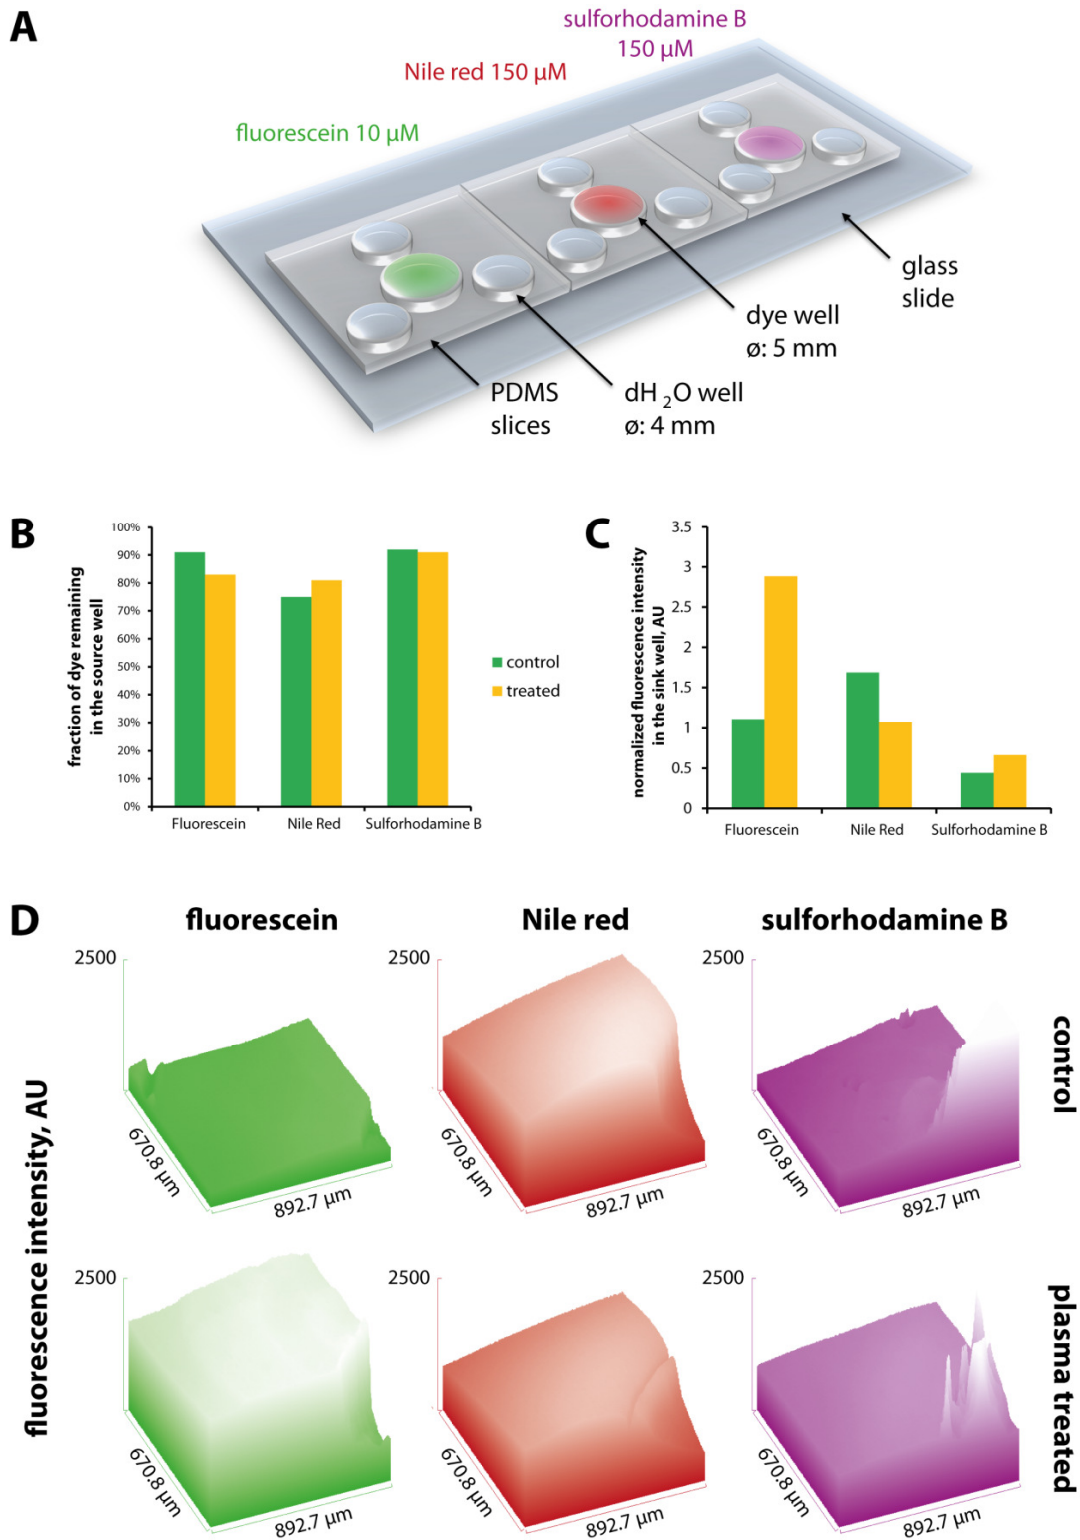 A
sulforhodamine B
150 µM
Nile red 150 µM
fluorescein 10 µM
glass
slide
dye well
ø: 5 mm
PDMS
slices
dH2O well
ø: 4 mm
B
fraction of dye remaining
in the source well
100%
90%
80%
70%
60%
50%
40%
30%
20%
10%
0%
Fluorescein
Nile Red
Sulforhodamine B
control
treated
C
normalized fluorescence intensity
in the sink well, AU
3.5
3
2.5
2
1.5
1
0.5
0
Fluorescein
Nile Red
Sulforhodamine B
D
fluorescein
Nile red
sulforhodamine B
fluorescence intensity, AU
2500
670.8 µm
892.7 µm
2500
670.8 µm
892.7 µm
2500
670.8 µm
892.7 µm
control
2500
670.8 µm
892.7 µm
2500
670.8 µm
892.7 µm
2500
670.8 µm
892.7 µm
plasma treated